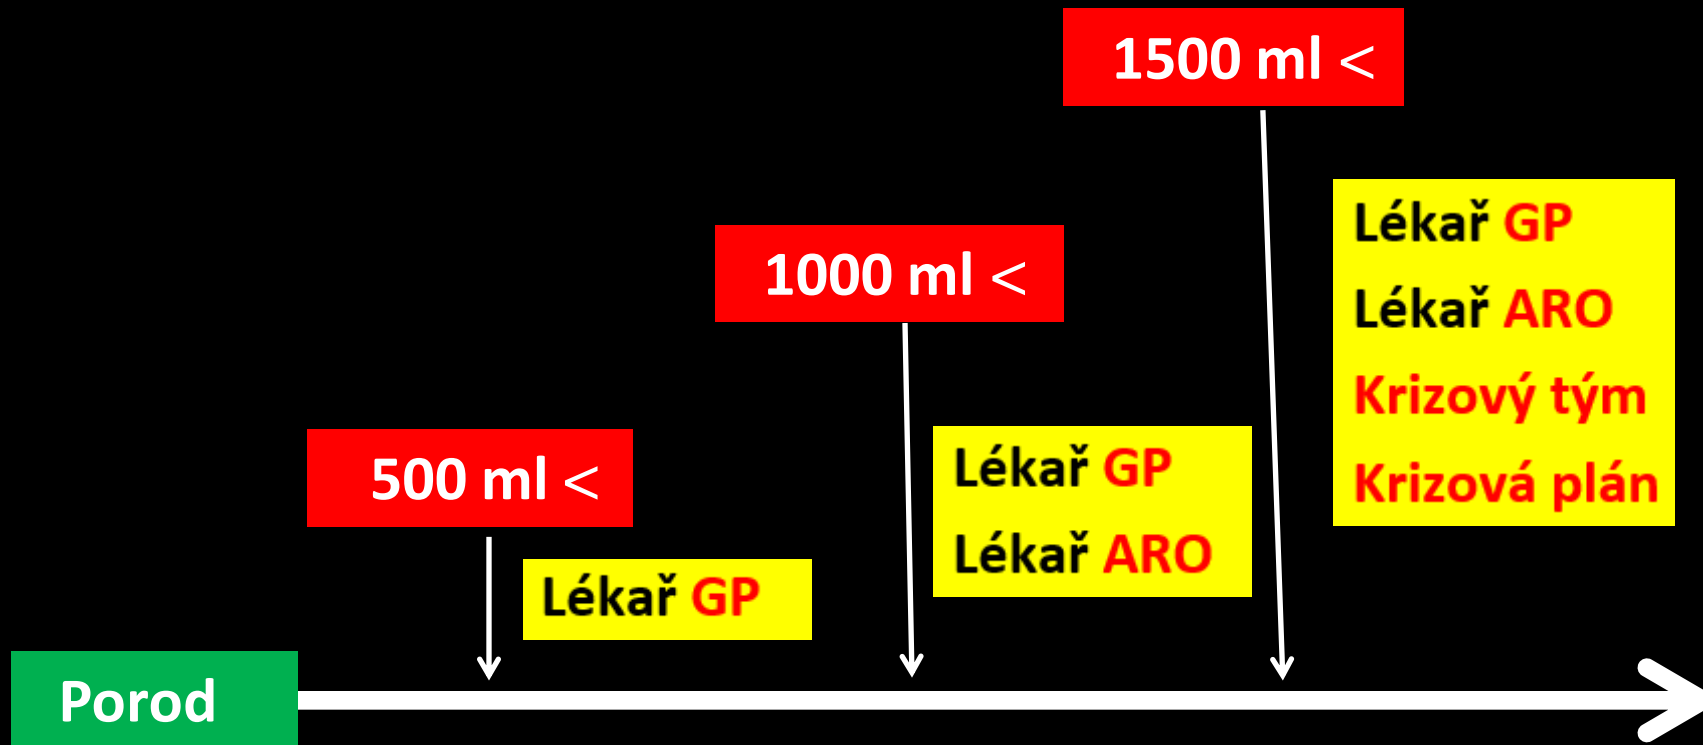 1500 ml <
Lékař GP
Lékař ARO
Krizový tým
Krizová plán
1000 ml <
Lékař GP
Lékař ARO
500 ml <
Lékař GP
Porod